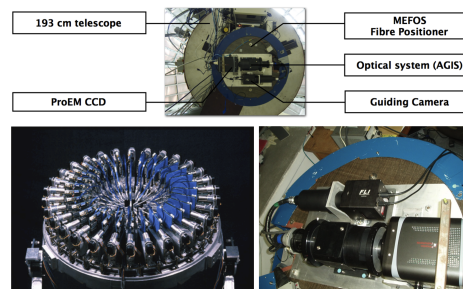 193 cm telescope
MEFOS
Fibre Positioner
Optical system (AGIS)
ProEM CCD
Guiding Camera
FLI